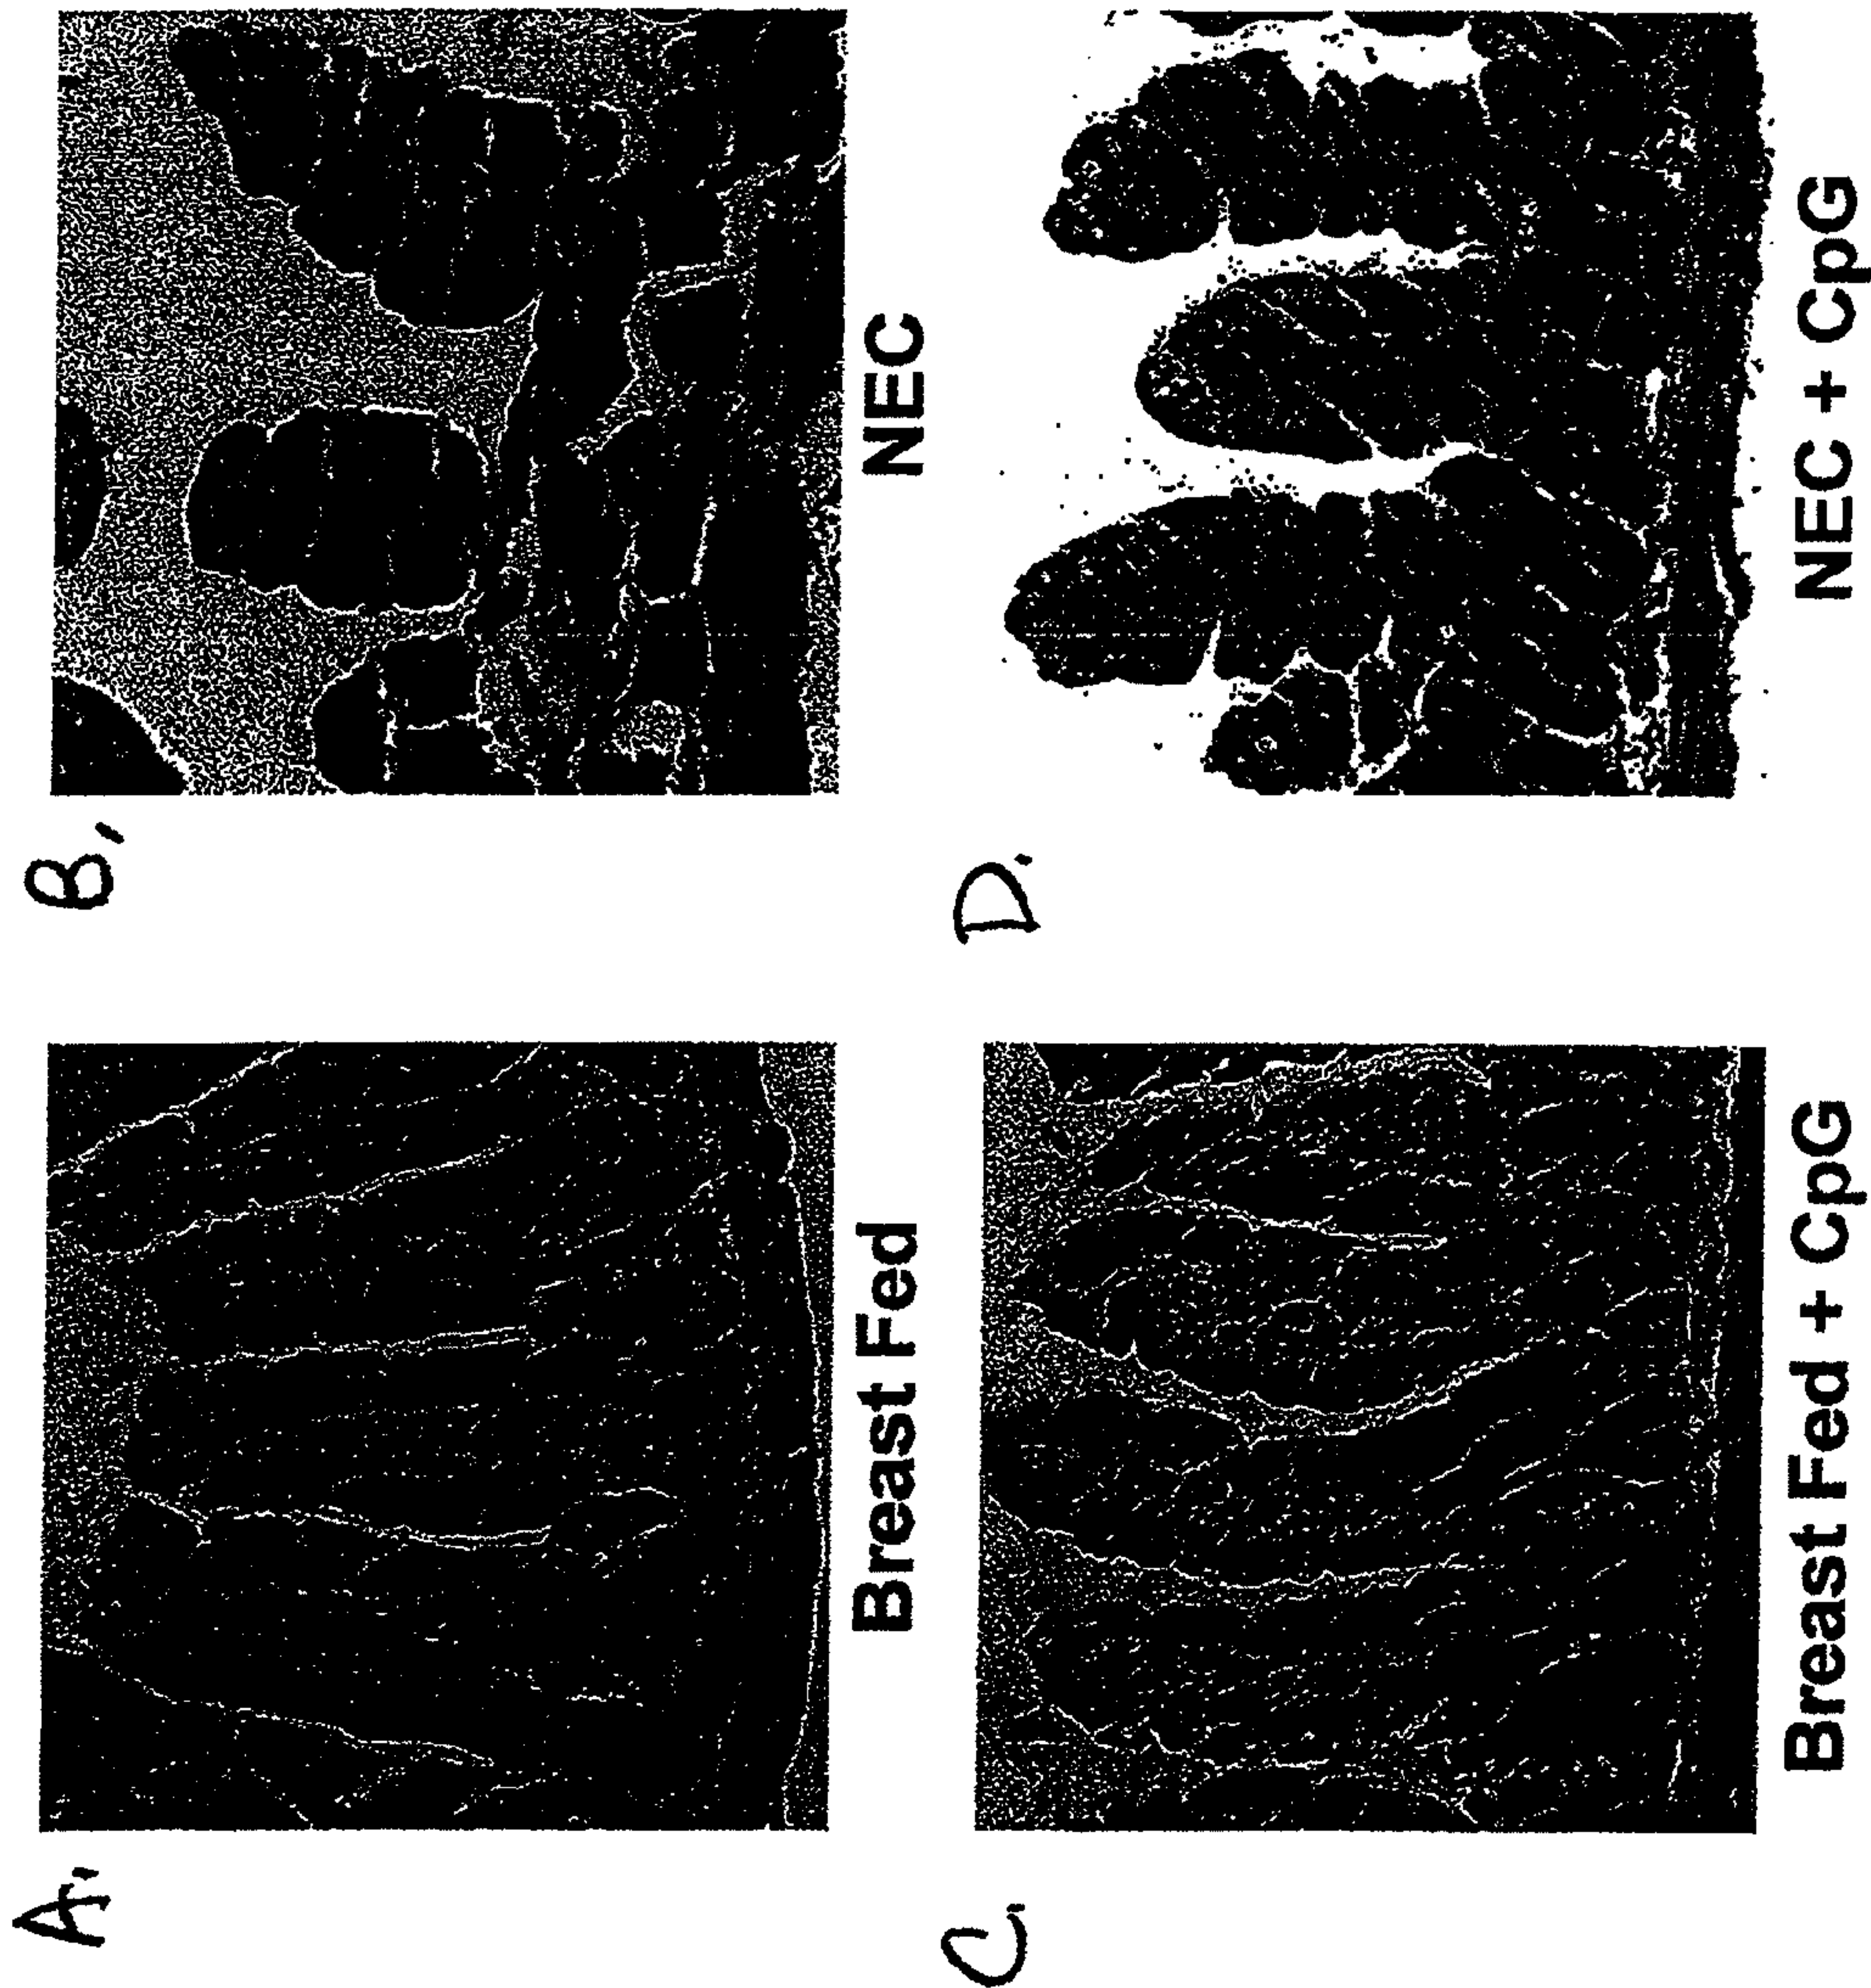 A.
Breast Fed
B.
NEC
C.
Breast Fed + CpG
D.
NEC + CpG